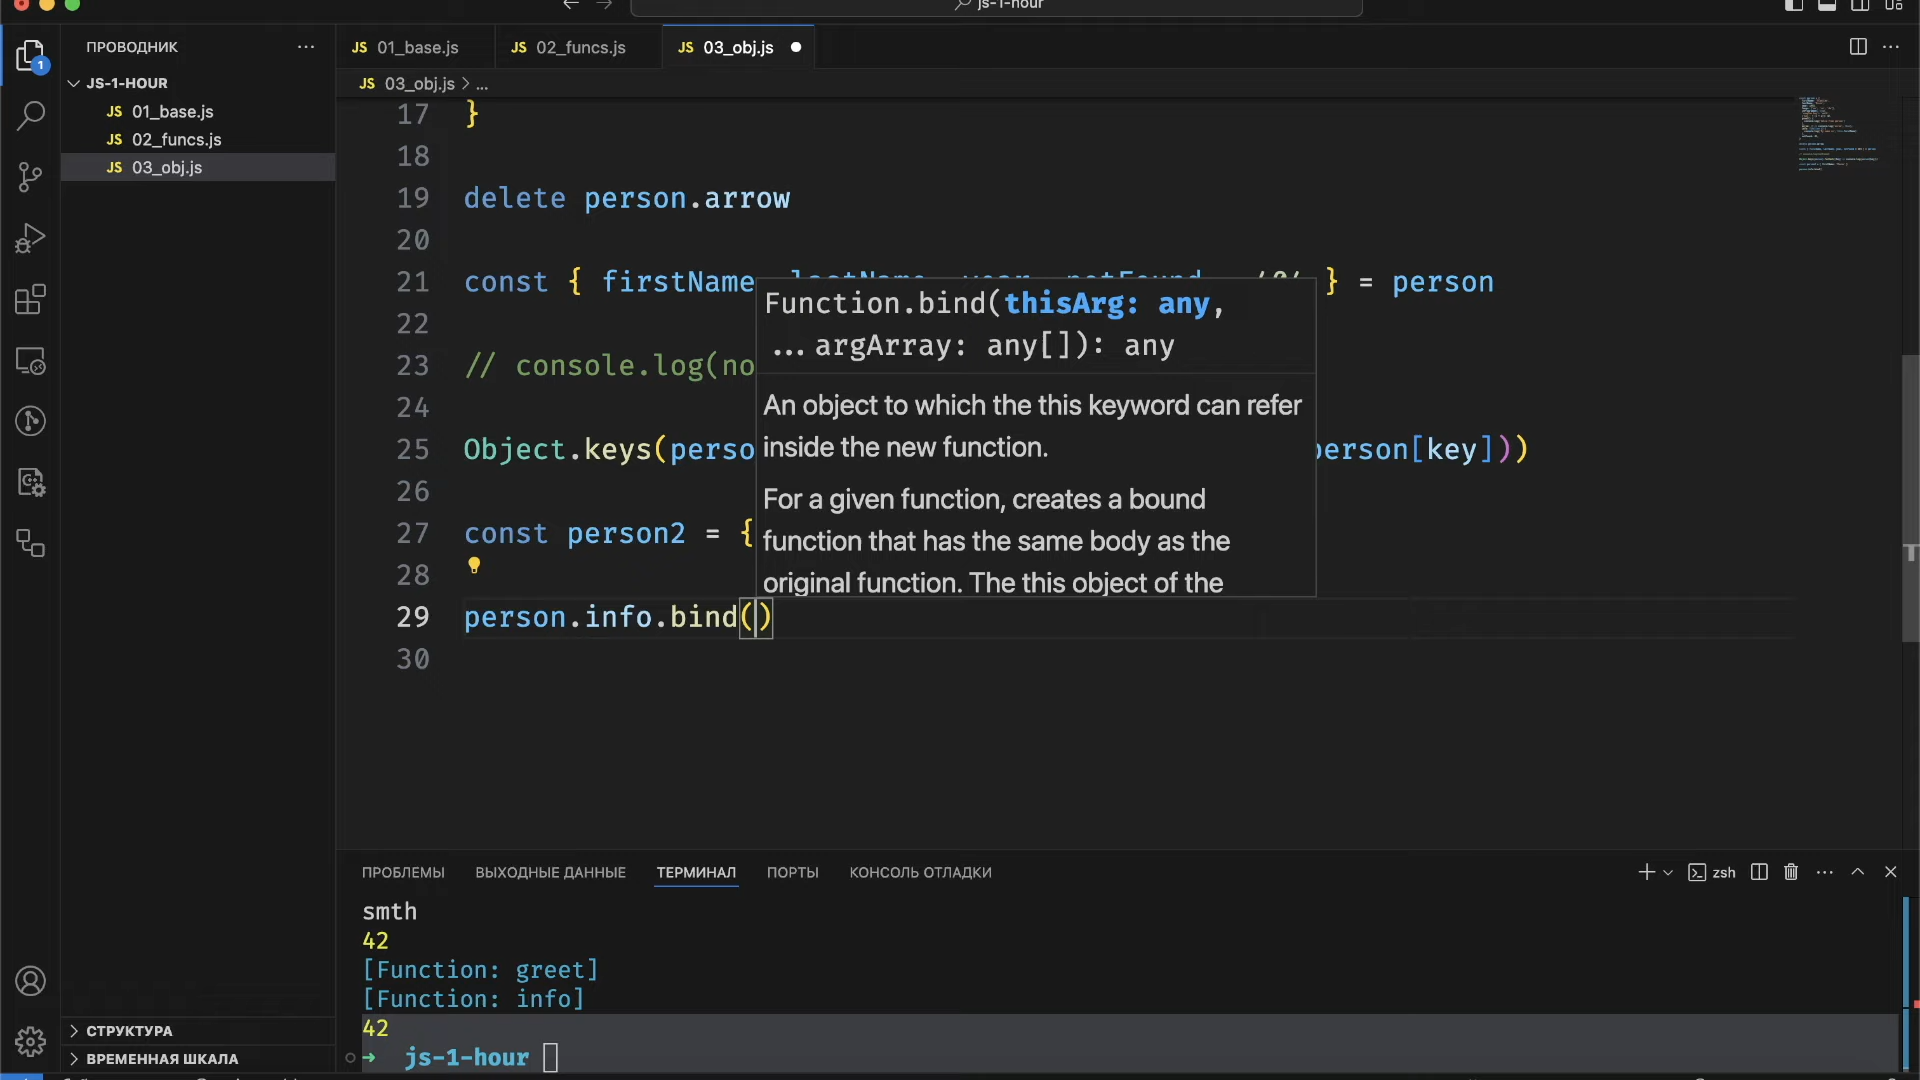 js-1-hour
ПРОВОДНИК
JS 01_base.js
JS 02_funcs.js
JS 03_obj.js
1
JS-1-HOUR
JS 03_obj.js > ...
JS 01_base.js
JS 02_funcs.js
JS 03_obj.js
17 }
18
19 delete person.arrow
20
21 const { firstName } = person
22
23 // console.log(no
24
25 Object.keys(perso person[key]))
26
27 const person2 = {
28
29 person.info.bind()
30
Function.bind(thisArg: any,
...argArray: any[]): any
An object to which the this keyword can refer
inside the new function.
For a given function, creates a bound
function that has the same body as the
original function. The this object of the
ПРОБЛЕМЫ ВЫХОДНЫЕ ДАННЫЕ ТЕРМИНАЛ ПОРТЫ КОНСОЛЬ ОТЛАДКИ
zsh
smth
42
[Function: greet]
[Function: info]
42
➜ js-1-hour
СТРУКТУРА
ВРЕМЕННАЯ ШКАЛА